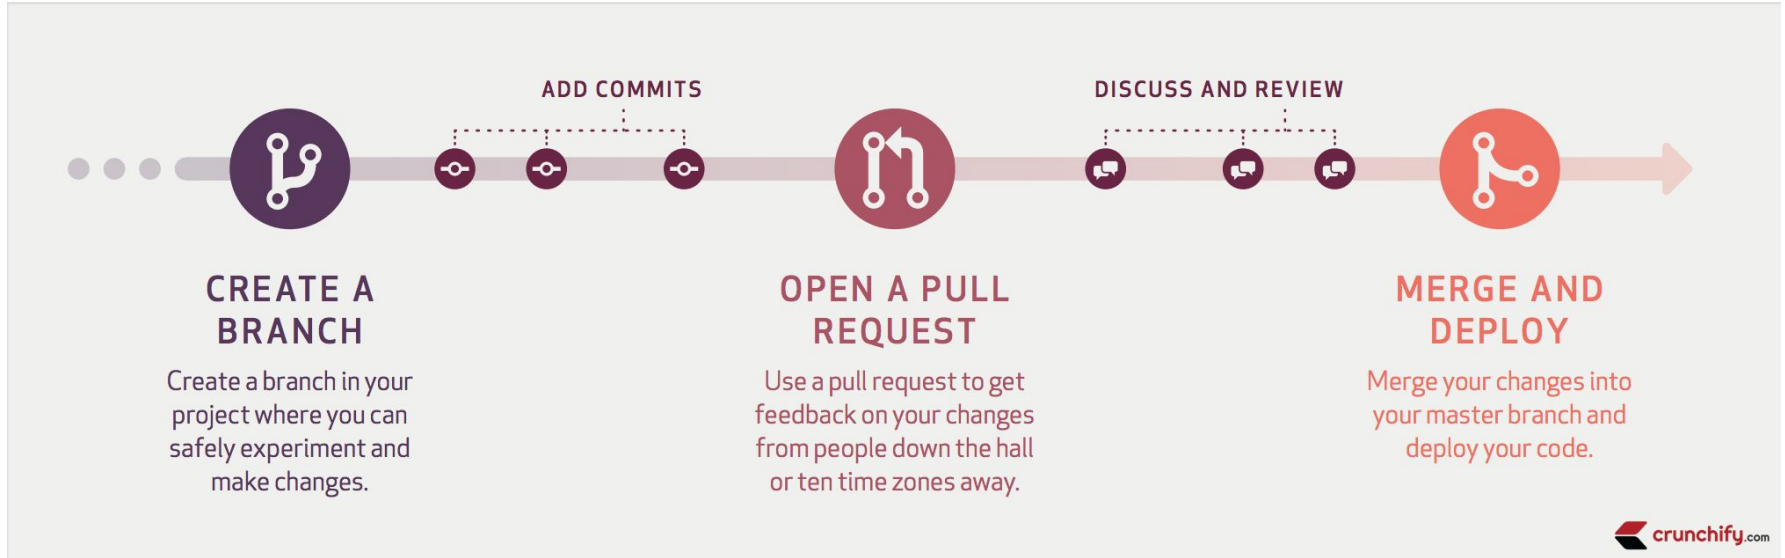 ADD COMMITS
DISCUSS AND REVIEW
CREATE A
BRANCH
Create a branch in your
project where you can
safely experiment and
make changes.
OPEN A PULL
REQUEST
Use a pull request to get
feedback on your changes
from people down the hall
or ten time zones away.
MERGE AND
DEPLOY
Merge your changes into
your master branch and
deploy your code.
crunchify.com